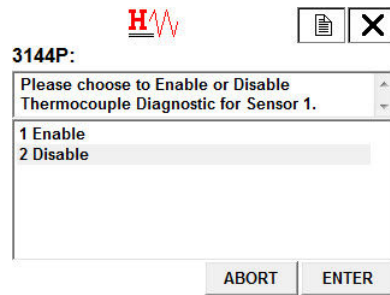 H
3144P:
Please choose to Enable or Disable
Thermocouple Diagnostic for Sensor 1.
1 Enable
2 Disable
ABORT ENTER